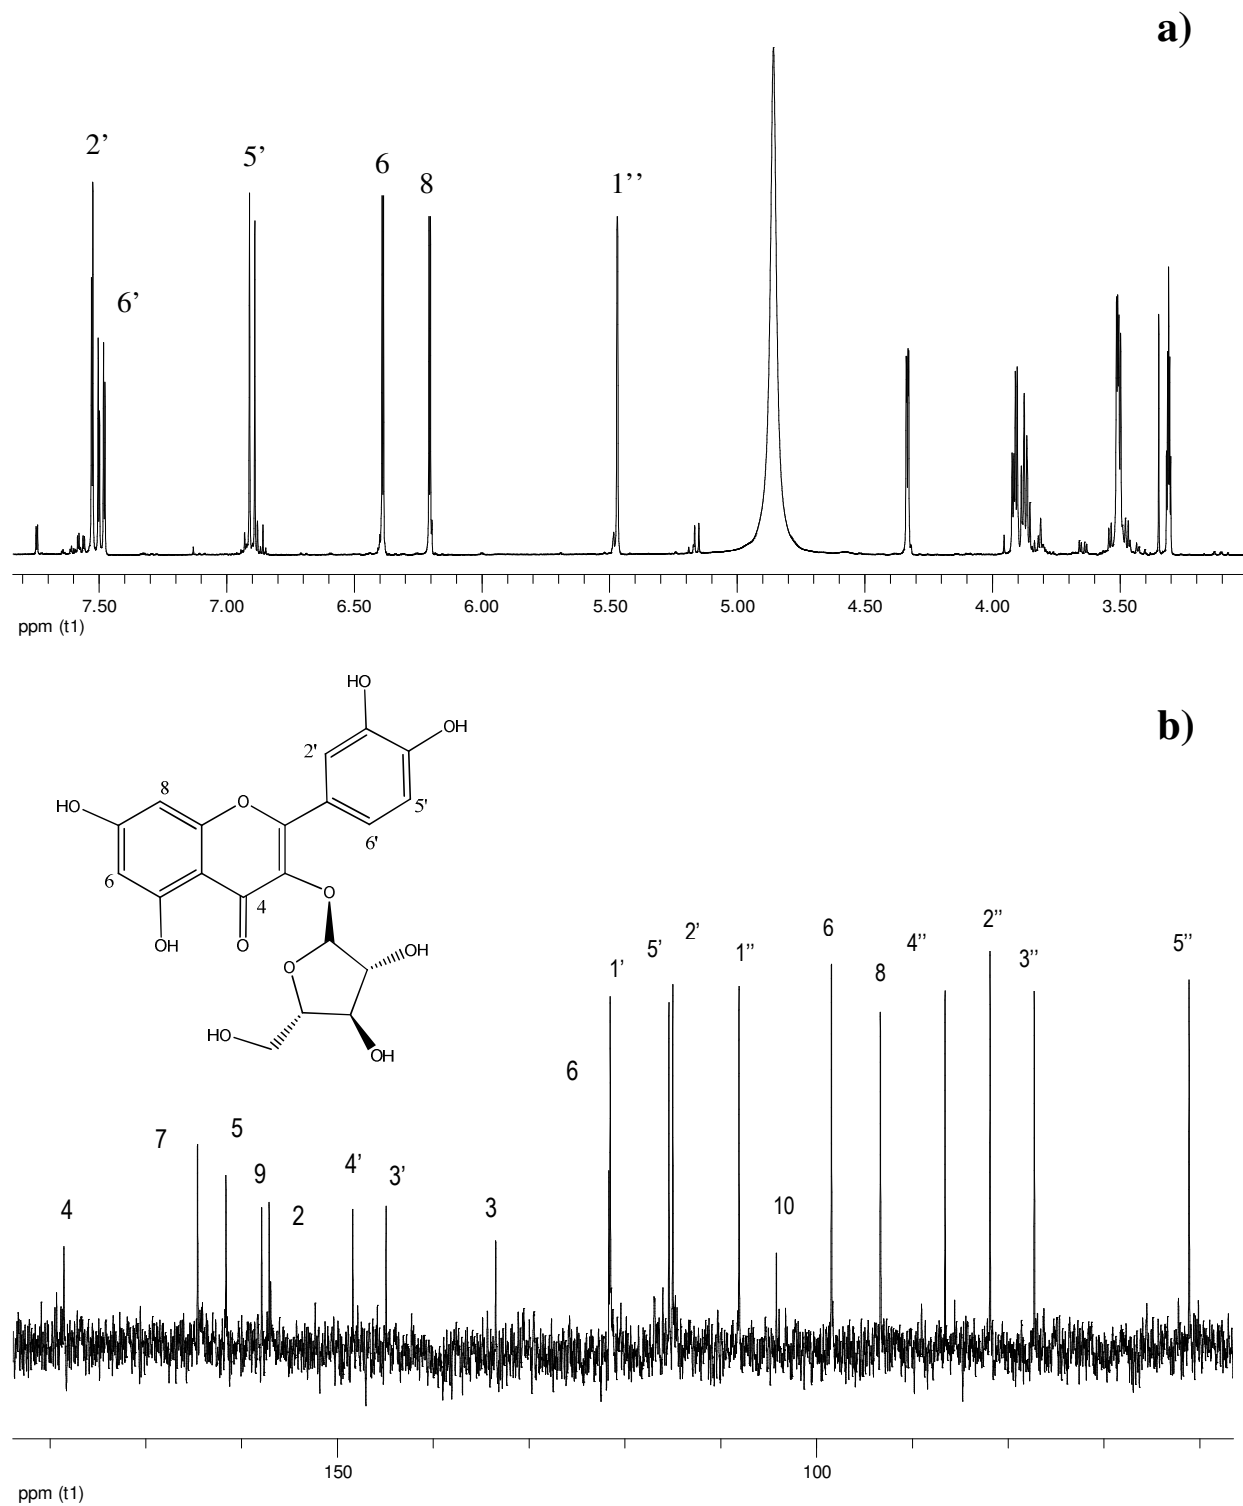 a)
2’
5’
6
8
1’’
6’
7.50 7.00 6.50 6.00 5.50 5.00 4.50 4.00 3.50
ppm (t1)
b)
HO
OH
2'
8
O
5'
HO
6'
6
O
4
OH
O
O
OH
HO
OH
2’’
6
5’ 2’ 1’’ 4’’ 5’’
1’ 8 3’’
6
7 5
9 4’ 3’
4 2 3 10
150 100
ppm (t1)